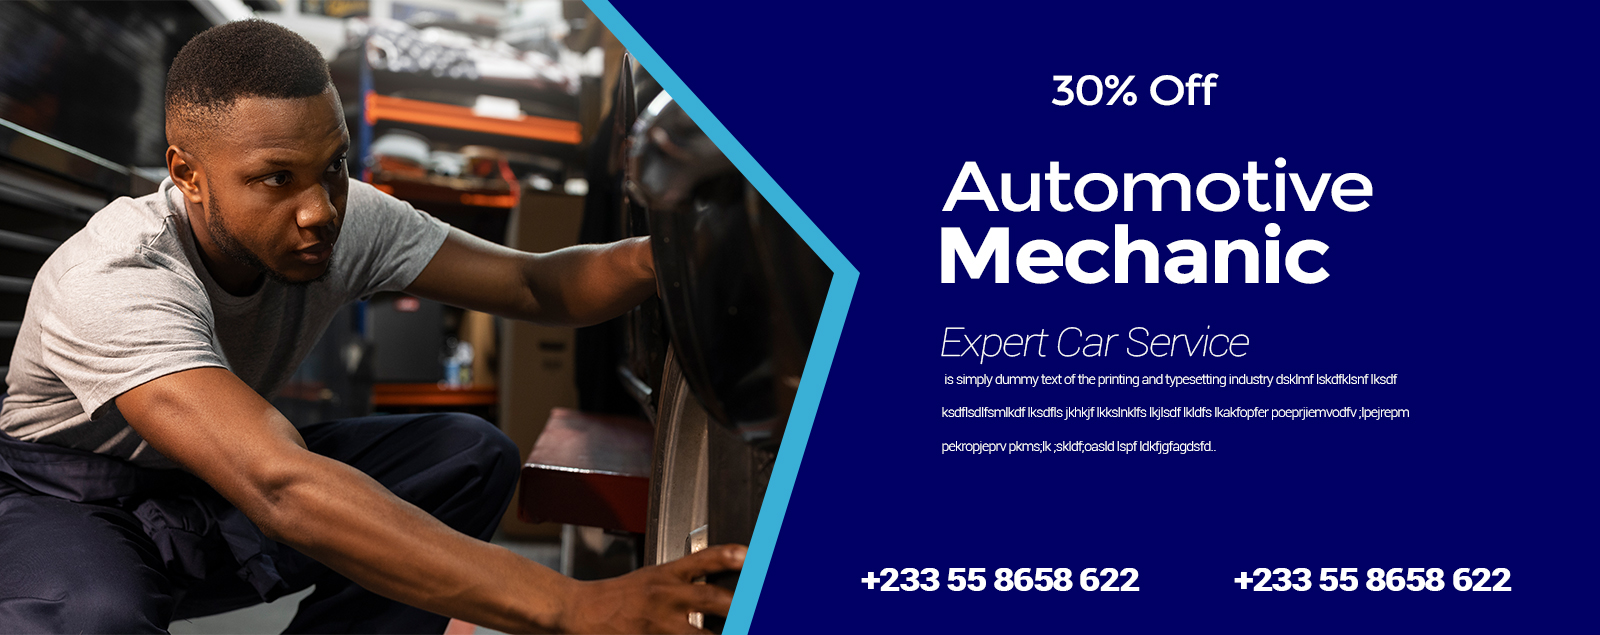 30% Off
Automotive
Mechanic
Expert Car Service
is simply dummy text of the printing and typesetting industry dsklmf lskdfklsnf lksdf
ksdflsdlfsmlkdf lksdfls jkhkjf lkkslnklfs lkjlsdf lkldfs lkakfopfer poeprjiemvodfv ;lpejrepm
pekropjeprv pkms;lk ;skldf;oasld lspf ldkfjgfagdsfd..
+233 55 8658 622 +233 55 8658 622